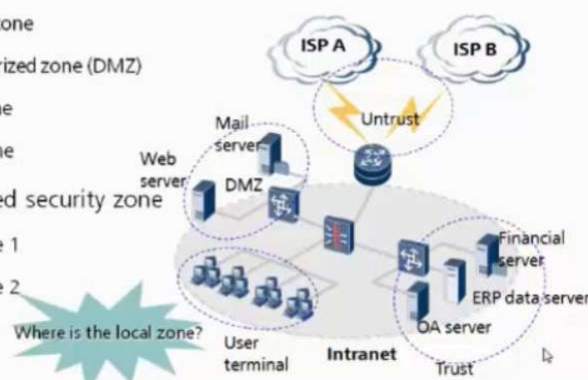 zone
rized zone (DMZ)
ne
ne
ed security zone
e 1
e 2
Where is the local zone?
ISP A
ISP B
Untrust
Mail
server
Web
server
DMZ
Financial
server
ERP data server
OA server
User
terminal
Intranet
Trust